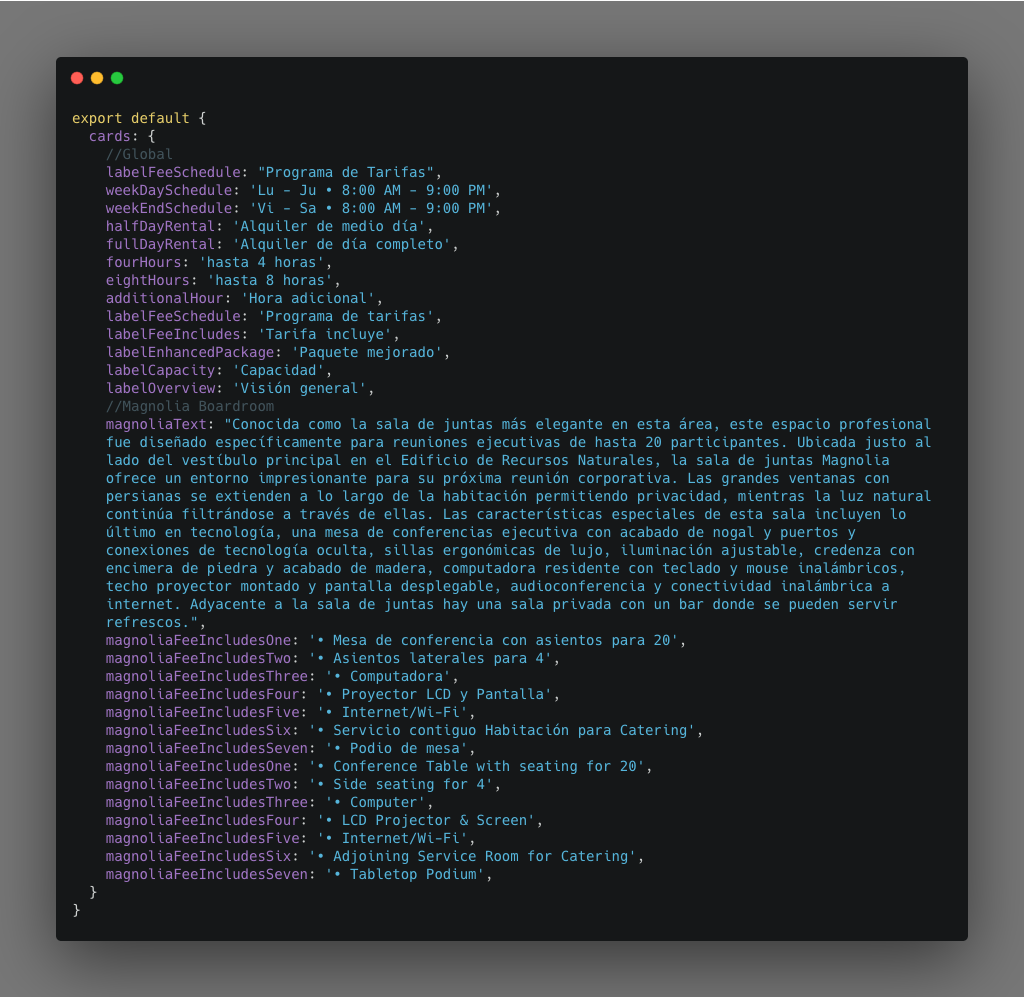 export default {
  cards: {
    //Global
    labelFeeSchedule: "Programa de Tarifas",
    weekDaySchedule: 'Lu - Ju • 8:00 AM - 9:00 PM',
    weekEndSchedule: 'Vi - Sa • 8:00 AM - 9:00 PM',
    halfDayRental: 'Alquiler de medio día',
    fullDayRental: 'Alquiler de día completo',
    fourHours: 'hasta 4 horas',
    eightHours: 'hasta 8 horas',
    additionalHour: 'Hora adicional',
    labelFeeSchedule: 'Programa de tarifas',
    labelFeeIncludes: 'Tarifa incluye',
    labelEnhancedPackage: 'Paquete mejorado',
    labelCapacity: 'Capacidad',
    labelOverview: 'Visión general',
    //Magnolia Boardroom
    magnoliaText: "Conocida como la sala de juntas más elegante en esta área, este espacio profesional
    fue diseñado específicamente para reuniones ejecutivas de hasta 20 participantes. Ubicada justo al
    lado del vestíbulo principal en el Edificio de Recursos Naturales, la sala de juntas Magnolia
    ofrece un entorno impresionante para su próxima reunión corporativa. Las grandes ventanas con
    persianas se extienden a lo largo de la habitación permitiendo privacidad, mientras la luz natural
    continúa filtrándose a través de ellas. Las características especiales de esta sala incluyen lo
    último en tecnología, una mesa de conferencias ejecutiva con acabado de nogal y puertos y
    conexiones de tecnología oculta, sillas ergonómicas de lujo, iluminación ajustable, credenza con
    encimera de piedra y acabado de madera, computadora residente con teclado y mouse inalámbricos,
    techo proyector montado y pantalla desplegable, audioconferencia y conectividad inalámbrica a
    internet. Adyacente a la sala de juntas hay una sala privada con un bar donde se pueden servir
    refrescos.",
    magnoliaFeeIncludesOne: '• Mesa de conferencia con asientos para 20',
    magnoliaFeeIncludesTwo: '• Asientos laterales para 4',
    magnoliaFeeIncludesThree: '• Computadora',
    magnoliaFeeIncludesFour: '• Proyector LCD y Pantalla',
    magnoliaFeeIncludesFive: '• Internet/Wi-Fi',
    magnoliaFeeIncludesSix: '• Servicio contiguo Habitación para Catering',
    magnoliaFeeIncludesSeven: '• Podio de mesa',
    magnoliaFeeIncludesOne: '• Conference Table with seating for 20',
    magnoliaFeeIncludesTwo: '• Side seating for 4',
    magnoliaFeeIncludesThree: '• Computer',
    magnoliaFeeIncludesFour: '• LCD Projector & Screen',
    magnoliaFeeIncludesFive: '• Internet/Wi-Fi',
    magnoliaFeeIncludesSix: '• Adjoining Service Room for Catering',
    magnoliaFeeIncludesSeven: '• Tabletop Podium',
  }
}